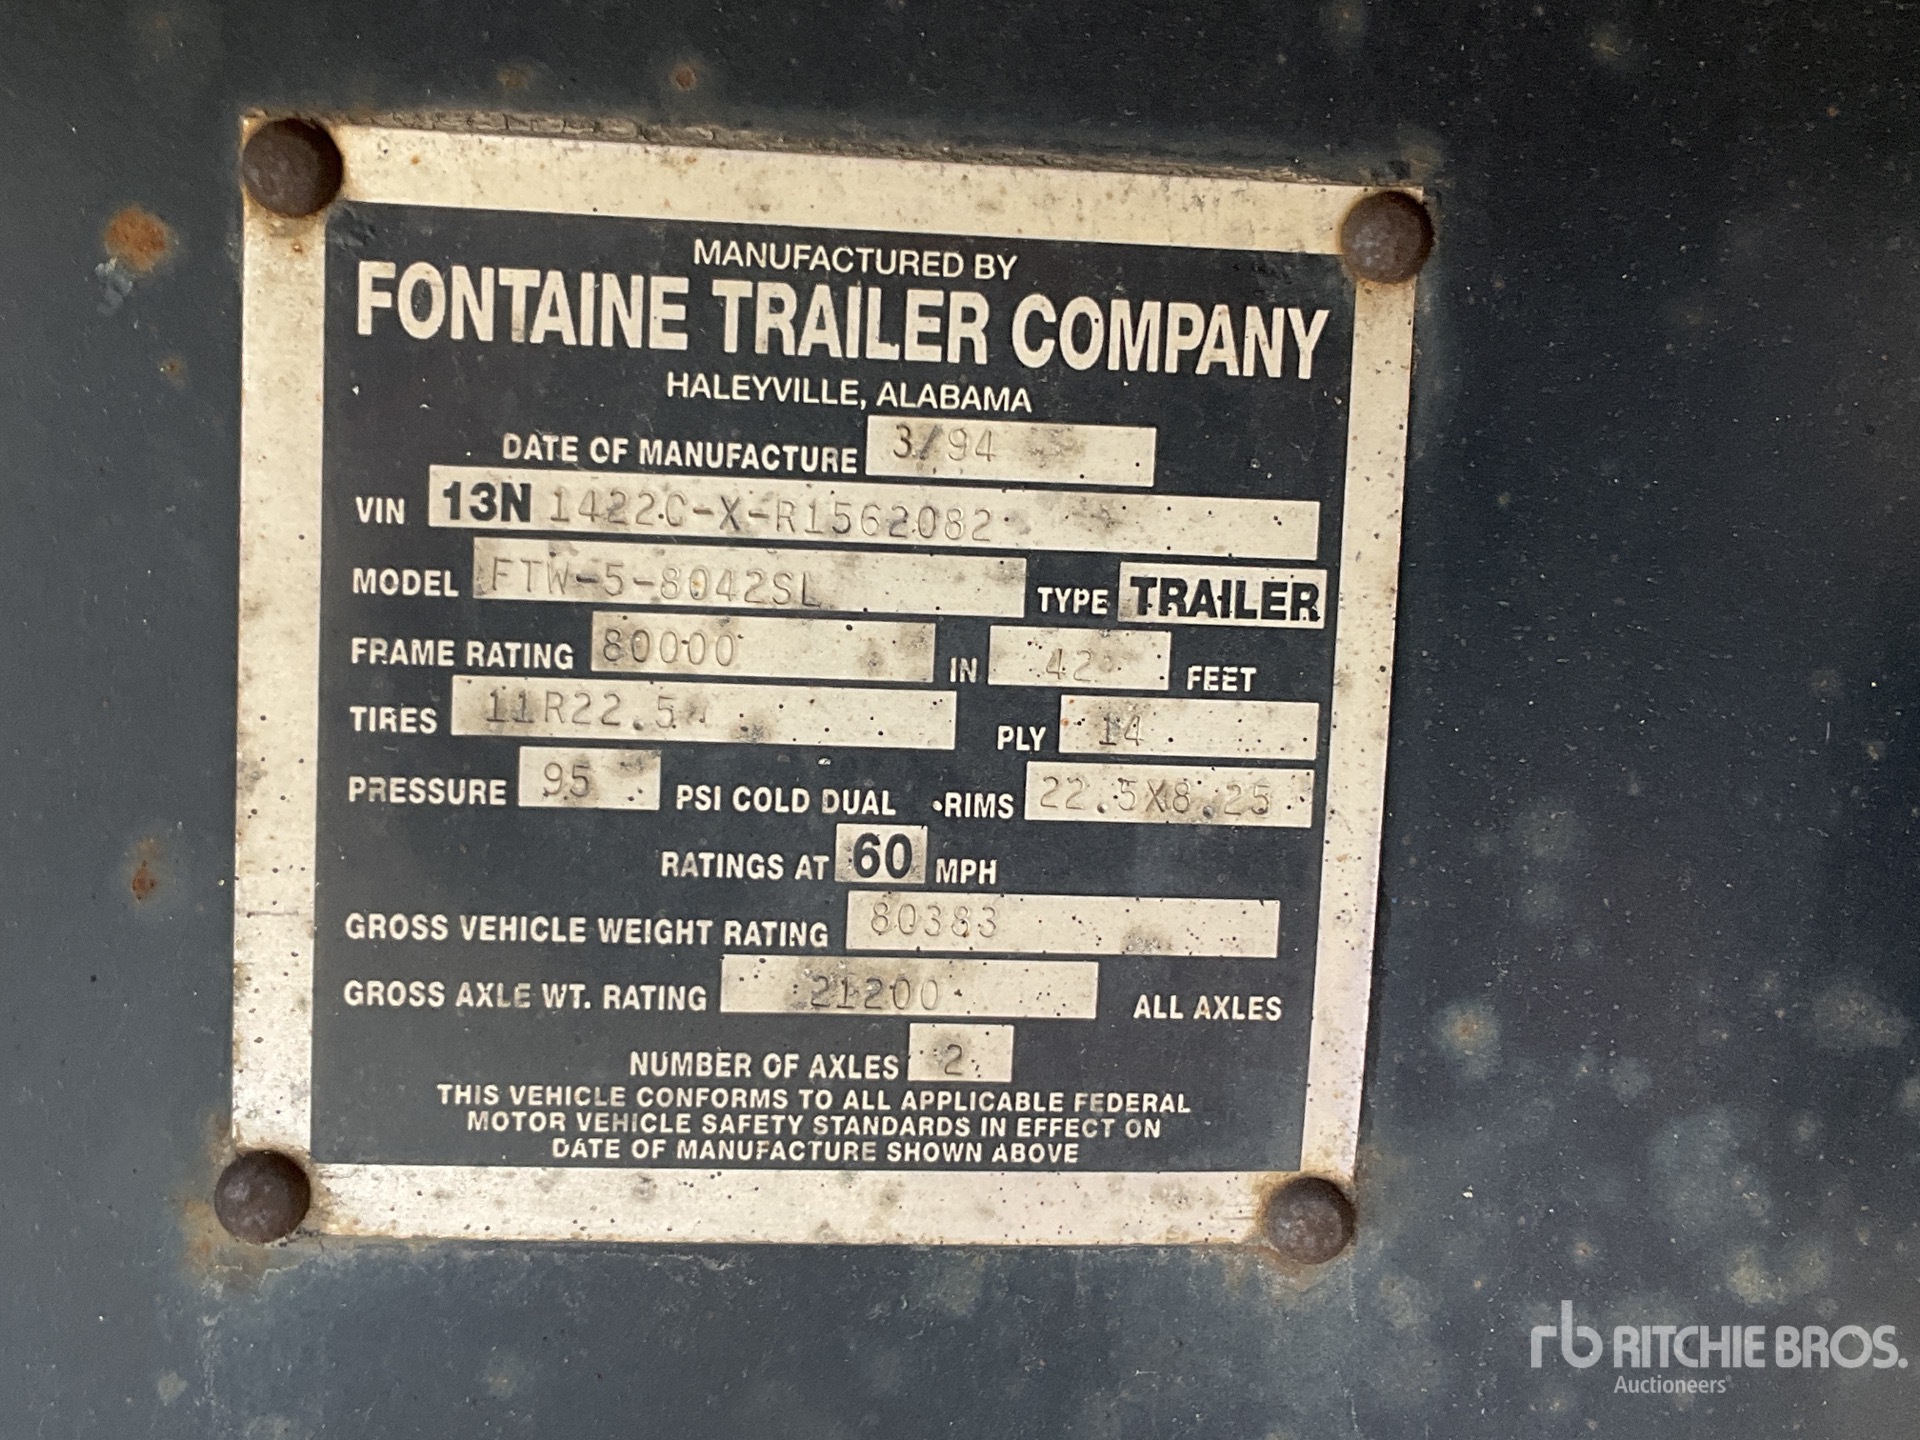 MANUFACTURED BY
FONTAINE TRAILER COMPANY
HALEYVILLE, ALABAMA
DATE OF MANUFACTURE 3/94
VIN 13N 1422C-X-R1562082
MODEL FTW-5-8042SL TYPE TRAILER
FRAME RATING 80000 IN 42 FEET
TIRES 11R22.5 PLY 14
PRESSURE 95 PSI COLD DUAL •RIMS 22.5X8.25
RATINGS AT 60 MPH
GROSS VEHICLE WEIGHT RATING 80383
GROSS AXLE WT. RATING 21200 ALL AXLES
NUMBER OF AXLES 2
THIS VEHICLE CONFORMS TO ALL APPLICABLE FEDERAL
MOTOR VEHICLE SAFETY STANDARDS IN EFFECT ON
DATE OF MANUFACTURE SHOWN ABOVE
rb RITCHIE BROS.
Auctioneers